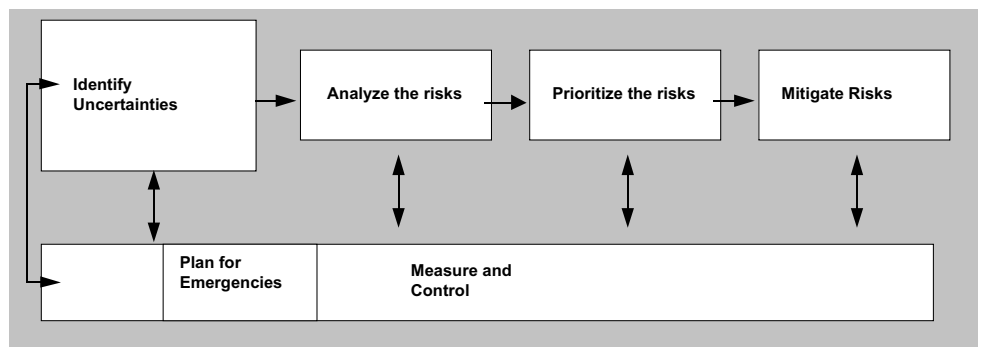 Identify
Uncertainties
Analyze the risks
Prioritize the risks
Mitigate Risks
Plan for
Emergencies
Measure and
Control